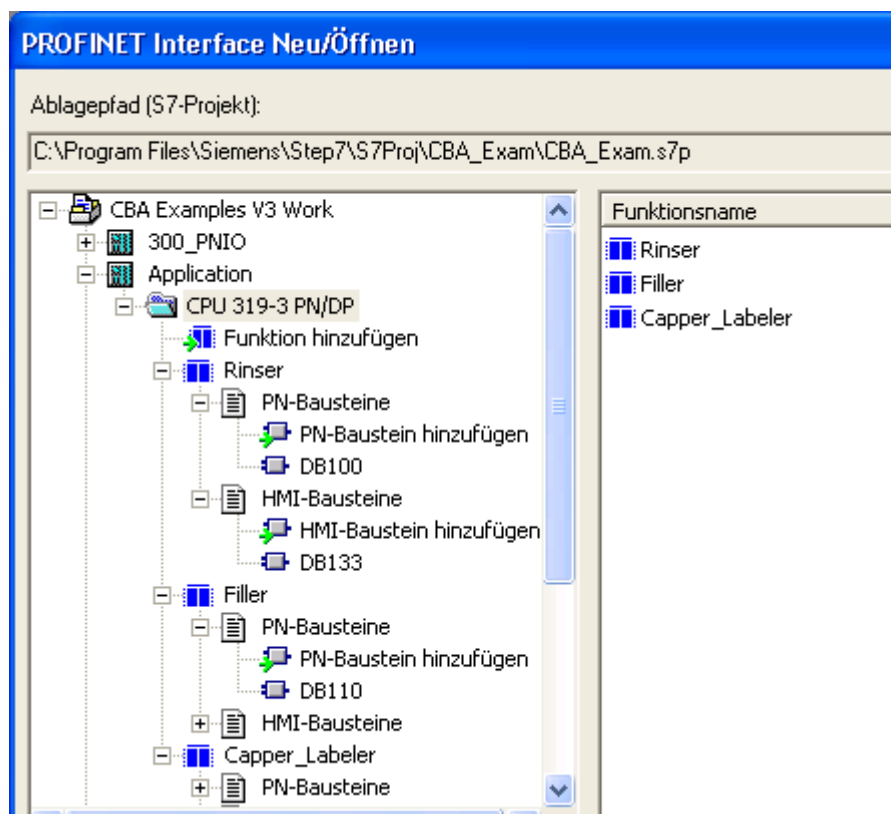 PROFINET Interface Neu/Öffnen
Ablagepfad (S7-Projekt):
C:\Program Files\Siemens\Step7\S7Proj\CBA_Exam\CBA_Exam.s7p
CBA Examples V3 Work
300_PNIO
Application
CPU 319-3 PN/DP
Funktion hinzufügen
Rinser
PN-Bausteine
PN-Baustein hinzufügen
DB100
HMI-Bausteine
HMI-Baustein hinzufügen
DB133
Filler
PN-Bausteine
PN-Baustein hinzufügen
DB110
HMI-Bausteine
Capper_Labeler
PN-Bausteine
Funktionsname
Rinser
Filler
Capper_Labeler